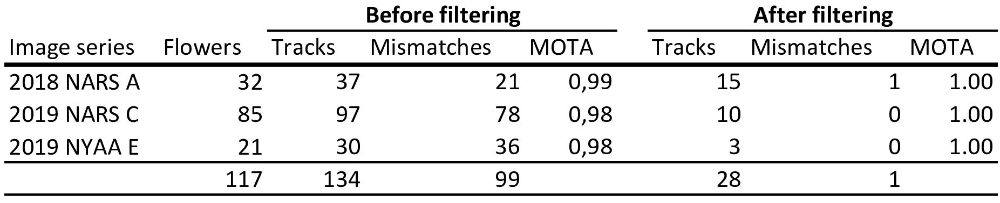 Before filtering After filtering
Image series Flowers Tracks Mismatches MOTA Tracks Mismatches MOTA
2018 NARS A 32 37 21 0,99 15 1 1.00
2019 NARS C 85 97 78 0,98 10 0 1.00
2019 NYAA E 21 30 36 0,98 3 0 1.00
117 134 99 28 1